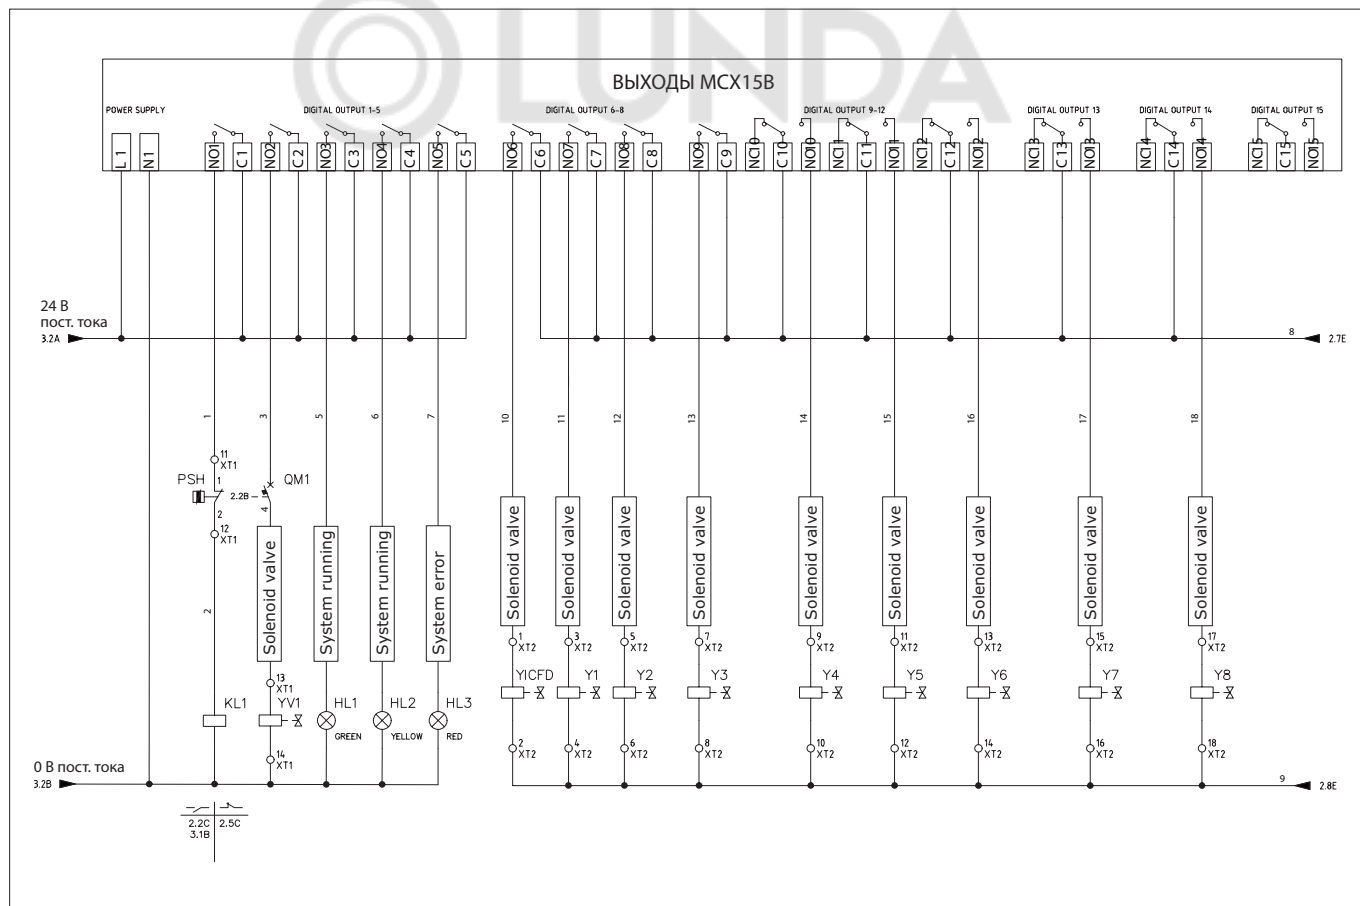 LUNDA
ВЫХОДЫ MCX15B
POWER SUPPLY
DIGITAL OUTPUT 1-5
DIGITAL OUTPUT 6-8
DIGITAL OUTPUT 9-12
DIGITAL OUTPUT 13
DIGITAL OUTPUT 14
DIGITAL OUTPUT 15
L1
N1
NO1
C1
NO2
C2
NO3
C3
NO4
C4
NO5
C5
NO6
C6
NO7
C7
NO8
C8
NO9
C9
NC10
C10
NO10
NC11
C11
NO11
NC12
C12
NO12
NC13
C13
NO13
NC14
C14
NO14
NC15
C15
NO15
24 В
пост. тока
3.2A
8
2.7E
1
3
5
6
7
10
11
12
13
14
15
16
17
18
11
XT1
PSH
1
2
2.2B
QM1
4
12
XT1
2
Solenoid valve
System running
System running
System error
Solenoid valve
Solenoid valve
Solenoid valve
Solenoid valve
Solenoid valve
Solenoid valve
Solenoid valve
Solenoid valve
Solenoid valve
1
XT2
3
XT2
5
XT2
7
XT2
9
XT2
11
XT2
13
XT2
15
XT2
17
XT2
13
XT1
YICFD
Y1
Y2
Y3
Y4
Y5
Y6
Y7
Y8
KL1
YV1
HL1
HL2
HL3
GREEN
YELLOW
RED
14
XT1
2
XT2
4
XT2
6
XT2
8
XT2
10
XT2
12
XT2
14
XT2
16
XT2
18
XT2
0 В пост. тока
3.2B
9
2.8E
2.2C
2.5C
3.1B